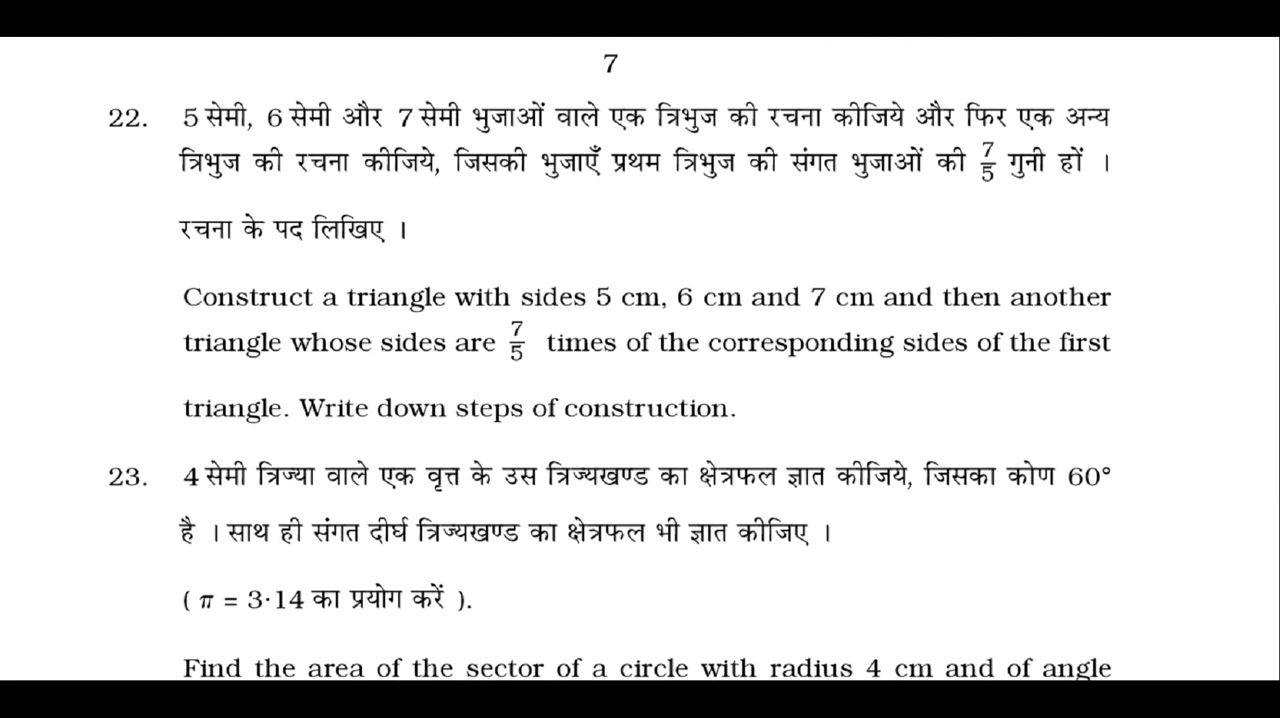 7
22. 5 सेमी, 6 सेमी और 7 सेमी भुजाओं वाले एक त्रिभुज की रचना कीजिये और फिर एक अन्य
त्रिभुज की रचना कीजिये, जिसकी भुजाएँ प्रथम त्रिभुज की संगत भुजाओं की 7/5 गुनी हों ।
रचना के पद लिखिए ।
Construct a triangle with sides 5 cm, 6 cm and 7 cm and then another
triangle whose sides are 7/5 times of the corresponding sides of the first
triangle. Write down steps of construction.
23. 4 सेमी त्रिज्या वाले एक वृत्त के उस त्रिज्यखण्ड का क्षेत्रफल ज्ञात कीजिये, जिसका कोण 60°
है । साथ ही संगत दीर्घ त्रिज्यखण्ड का क्षेत्रफल भी ज्ञात कीजिए ।
( π = 3·14 का प्रयोग करें ).
Find the area of the sector of a circle with radius 4 cm and of angle